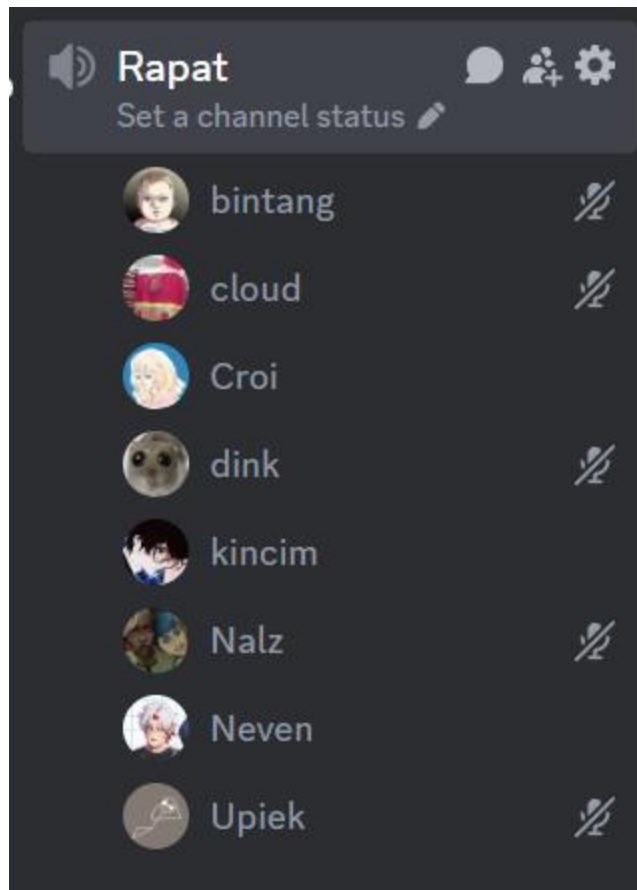 Rapat
Set a channel status
bintang
cloud
Croi
dink
kincim
Nalz
Neven
Upiek